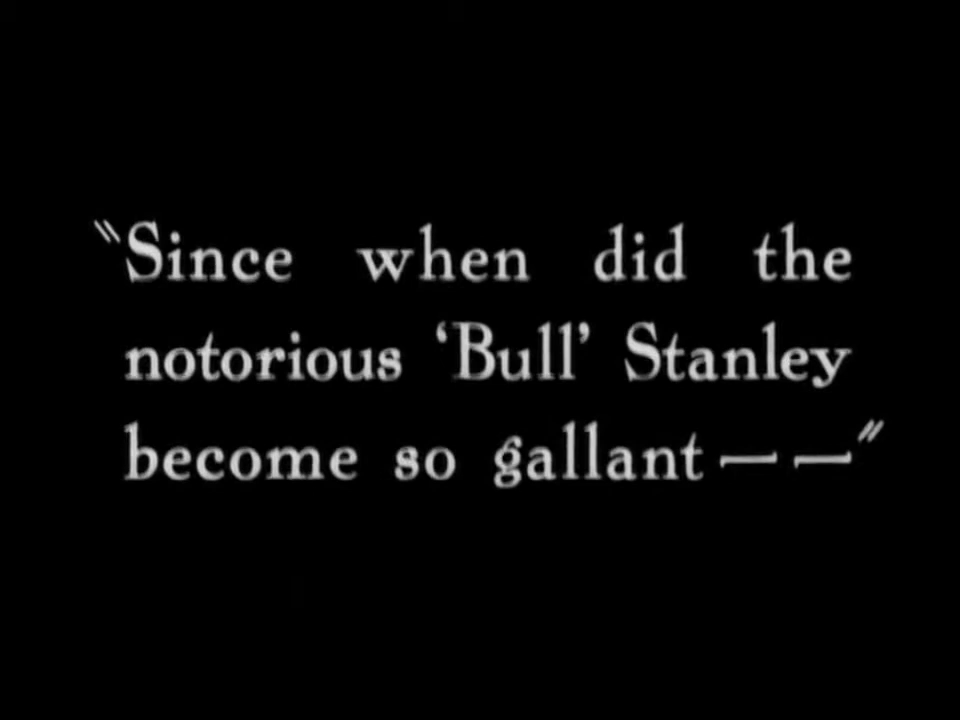 "Since when did the
notorious ‘Bull’ Stanley
become so gallant — —"